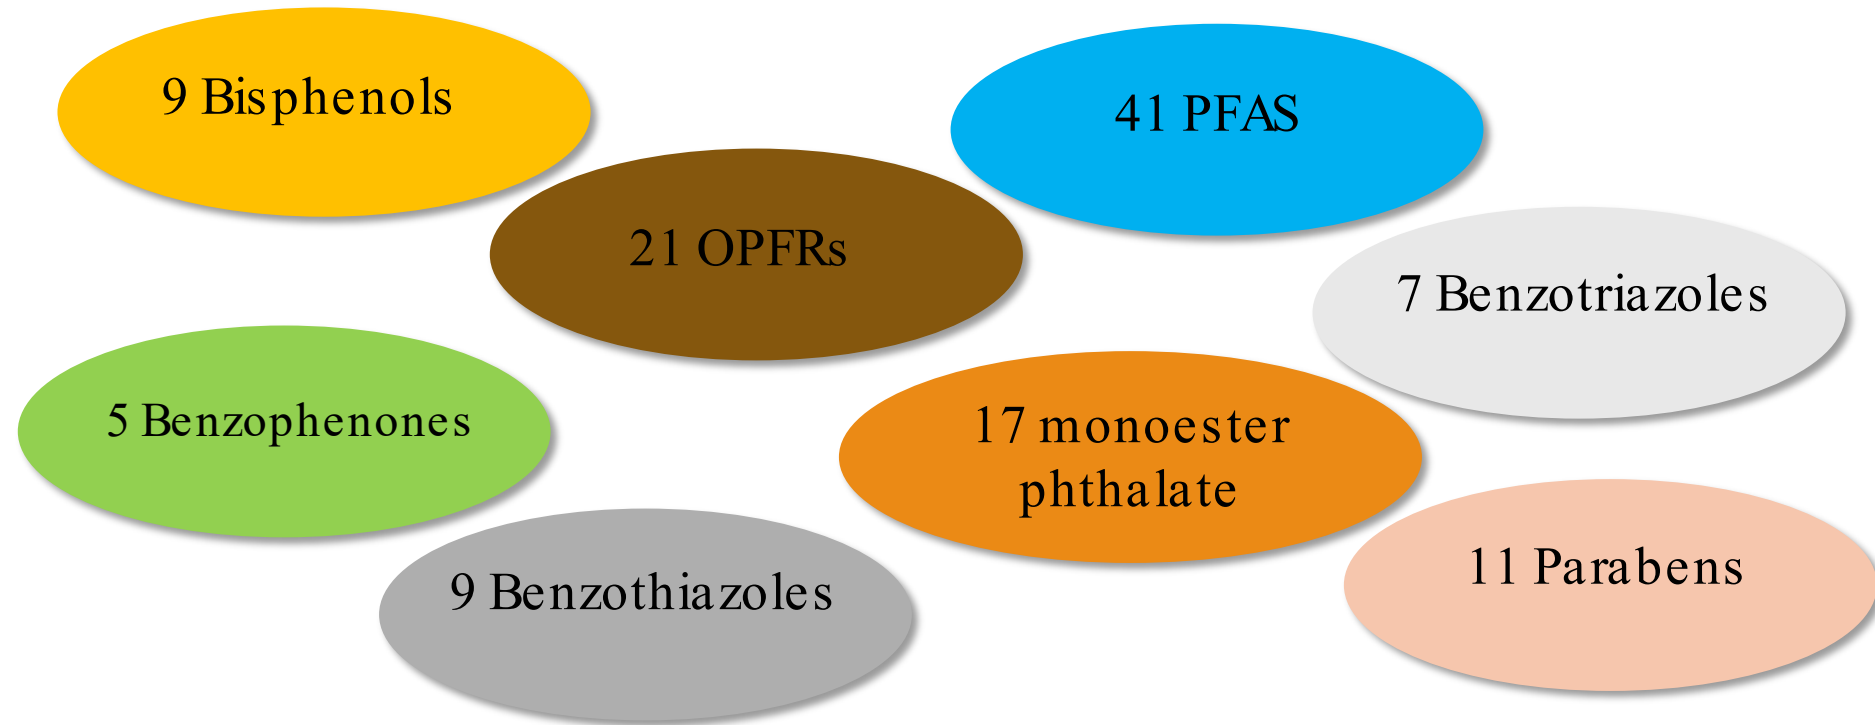 9 Bisphenols
41 PFAS
21 OPFRs
7 Benzotriazoles
5 Benzophenones
17 monoester
phthalate
9 Benzothiazoles
11 Parabens